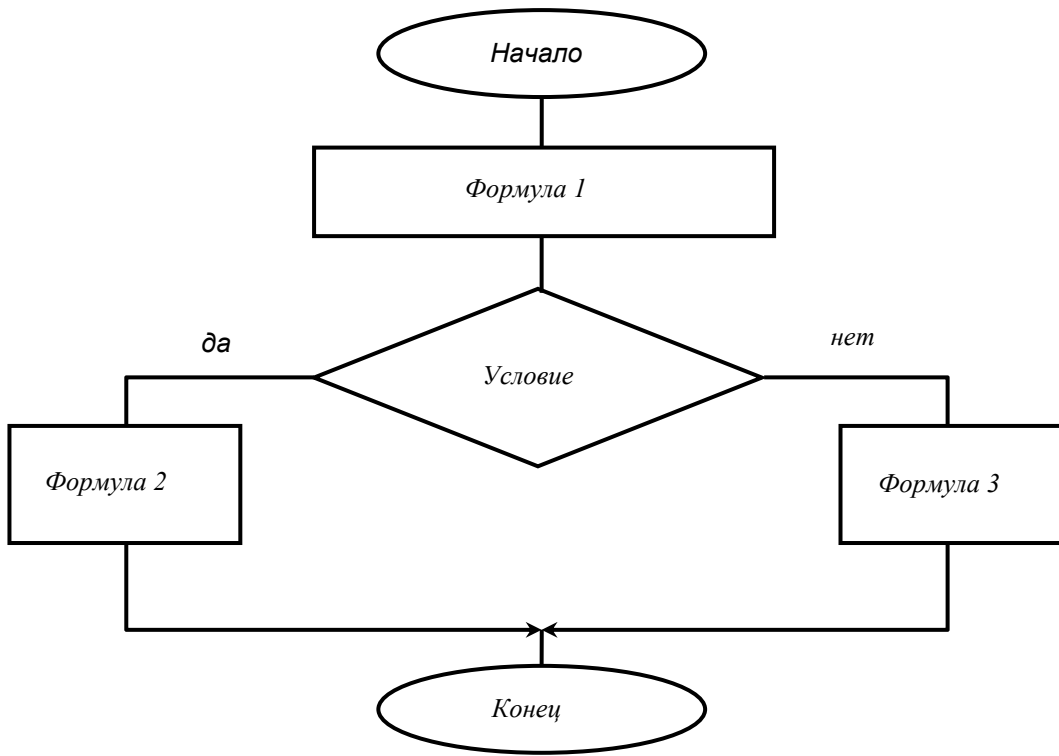 Начало
Формула 1
да
нет
Условие
Формула 2
Формула 3
Конец